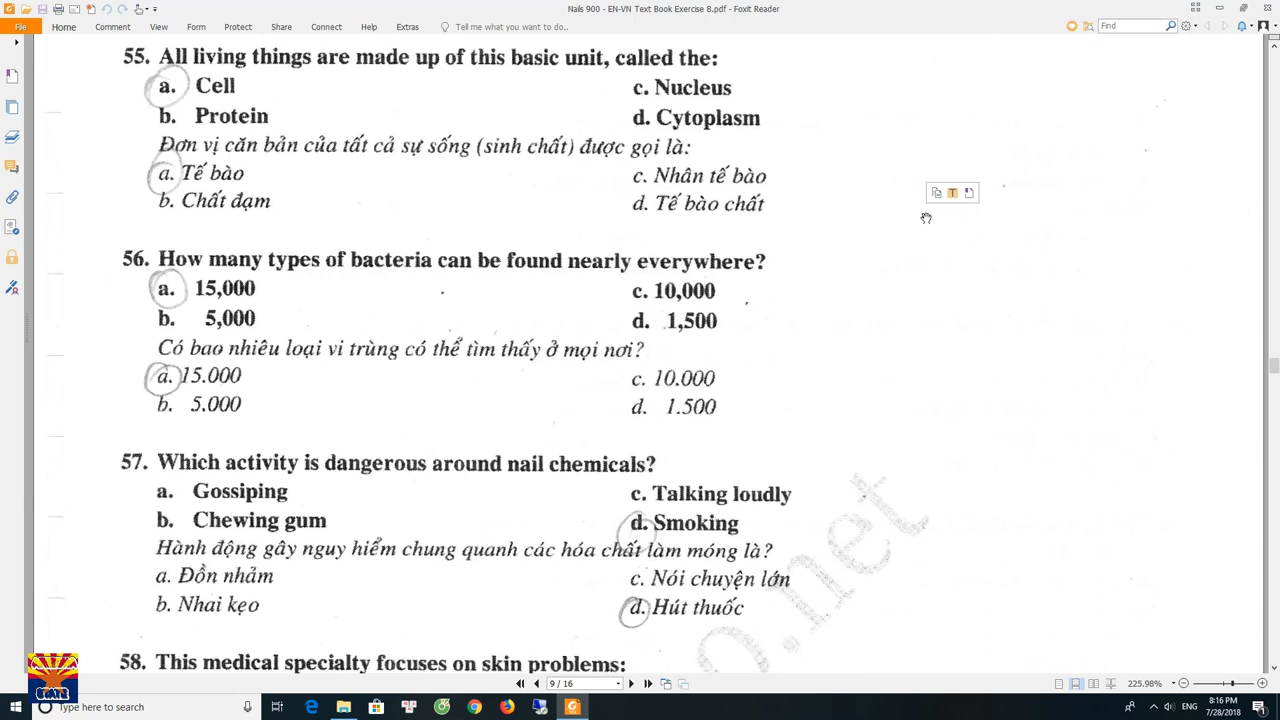 Nails 900 - EN-VN Text Book Exercise 8.pdf - Foxit Reader
File Home Comment View Form Protect Share Connect Help Extras Tell me what you want to do.. Find
55. All living things are made up of this basic unit, called the:
a. Cell c. Nucleus
b. Protein d. Cytoplasm
Đơn vị căn bản của tất cả sự sống (sinh chất) được gọi là:
a. Tế bào c. Nhân tế bào
b. Chất đạm d. Tế bào chất
56. How many types of bacteria can be found nearly everywhere?
a. 15,000 c. 10,000
b. 5,000 d. 1,500
Có bao nhiêu loại vi trùng có thể tìm thấy ở mọi nơi?
a. 15.000 c. 10.000
b. 5.000 d. 1.500
57. Which activity is dangerous around nail chemicals?
a. Gossiping c. Talking loudly
b. Chewing gum d. Smoking
Hành động gây nguy hiểm chung quanh các hóa chất làm móng là?
a. Đồn nhảm c. Nói chuyện lớn
b. Nhai kẹo d. Hút thuốc
o.net
58. This medical specialty focuses on skin problems:
9 / 16 225.98%
STATE
Type here to search ENG 8:16 PM
7/28/2018